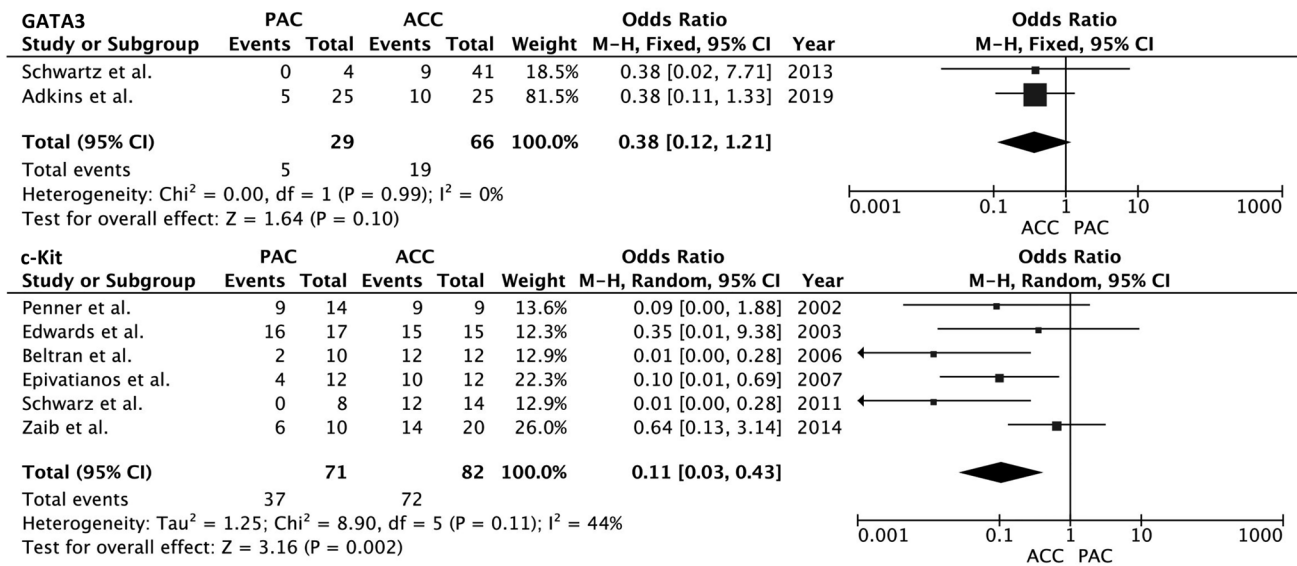 GATA3 PAC ACC Odds Ratio Odds Ratio
Study or Subgroup Events Total Events Total Weight M-H, Fixed, 95% CI Year M-H, Fixed, 95% CI
Schwartz et al. 0 4 9 41 18.5% 0.38 [0.02, 7.71] 2013
Adkins et al. 5 25 10 25 81.5% 0.38 [0.11, 1.33] 2019
Total (95% CI) 29 66 100.0% 0.38 [0.12, 1.21]
Total events 5 19
Heterogeneity: Chi² = 0.00, df = 1 (P = 0.99); I² = 0%
Test for overall effect: Z = 1.64 (P = 0.10)
0.001 0.1 1 10 1000
ACC PAC
c-Kit PAC ACC Odds Ratio Odds Ratio
Study or Subgroup Events Total Events Total Weight M-H, Random, 95% CI Year M-H, Random, 95% CI
Penner et al. 9 14 9 9 13.6% 0.09 [0.00, 1.88] 2002
Edwards et al. 16 17 15 15 12.3% 0.35 [0.01, 9.38] 2003
Beltran et al. 2 10 12 12 12.9% 0.01 [0.00, 0.28] 2006
Epivatianos et al. 4 12 10 12 22.3% 0.10 [0.01, 0.69] 2007
Schwarz et al. 0 8 12 14 12.9% 0.01 [0.00, 0.28] 2011
Zaib et al. 6 10 14 20 26.0% 0.64 [0.13, 3.14] 2014
Total (95% CI) 71 82 100.0% 0.11 [0.03, 0.43]
Total events 37 72
Heterogeneity: Tau² = 1.25; Chi² = 8.90, df = 5 (P = 0.11); I² = 44%
Test for overall effect: Z = 3.16 (P = 0.002)
0.001 0.1 1 10 1000
ACC PAC